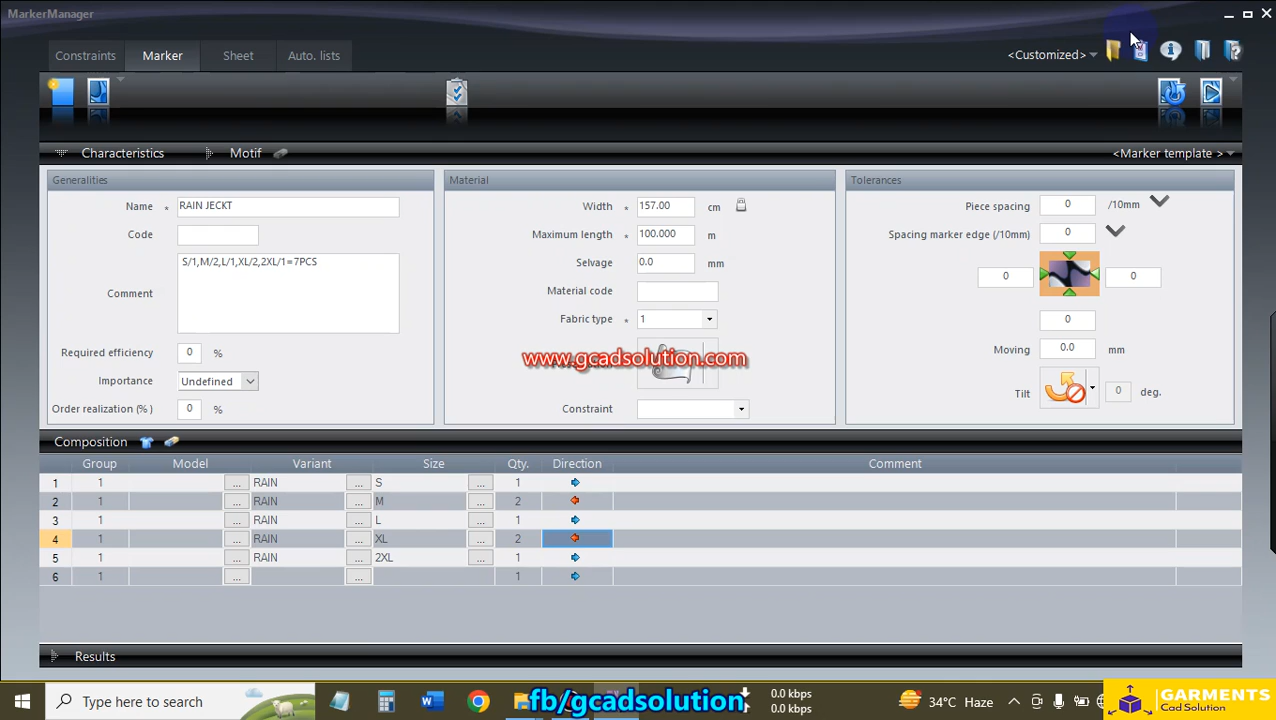 MarkerManager
Constraints Marker Sheet Auto. lists <Customized>
Characteristics Motif <Marker template >
Generalities Material Tolerances
Name * RAIN JECKT Width * 157.00 cm Piece spacing 0 /10mm
Code Maximum length * 100.000 m Spacing marker edge (/10mm) 0
Comment S/1,M/2,L/1,XL/2,2XL/1=7PCS Selvage 0.0 mm 0 0
Material code
Fabric type * 1 0
Required efficiency 0 % www.gcadsolution.com Moving 0.0 mm
Importance Undefined Tilt 0 deg.
Order realization (% ) 0 % Constraint
Composition
Group Model Variant Size Qty. Direction Comment
1 1 ... RAIN ... S ... 1
2 1 ... RAIN ... M ... 2
3 1 ... RAIN ... L ... 1
4 1 ... RAIN ... XL ... 2
5 1 ... RAIN ... 2XL ... 1
6 1 ... ... 1
Results
Type here to search fb/gcadsolution 0.0 kbps 0.0 kbps 34°C Haze GARMENTS Cad Solution